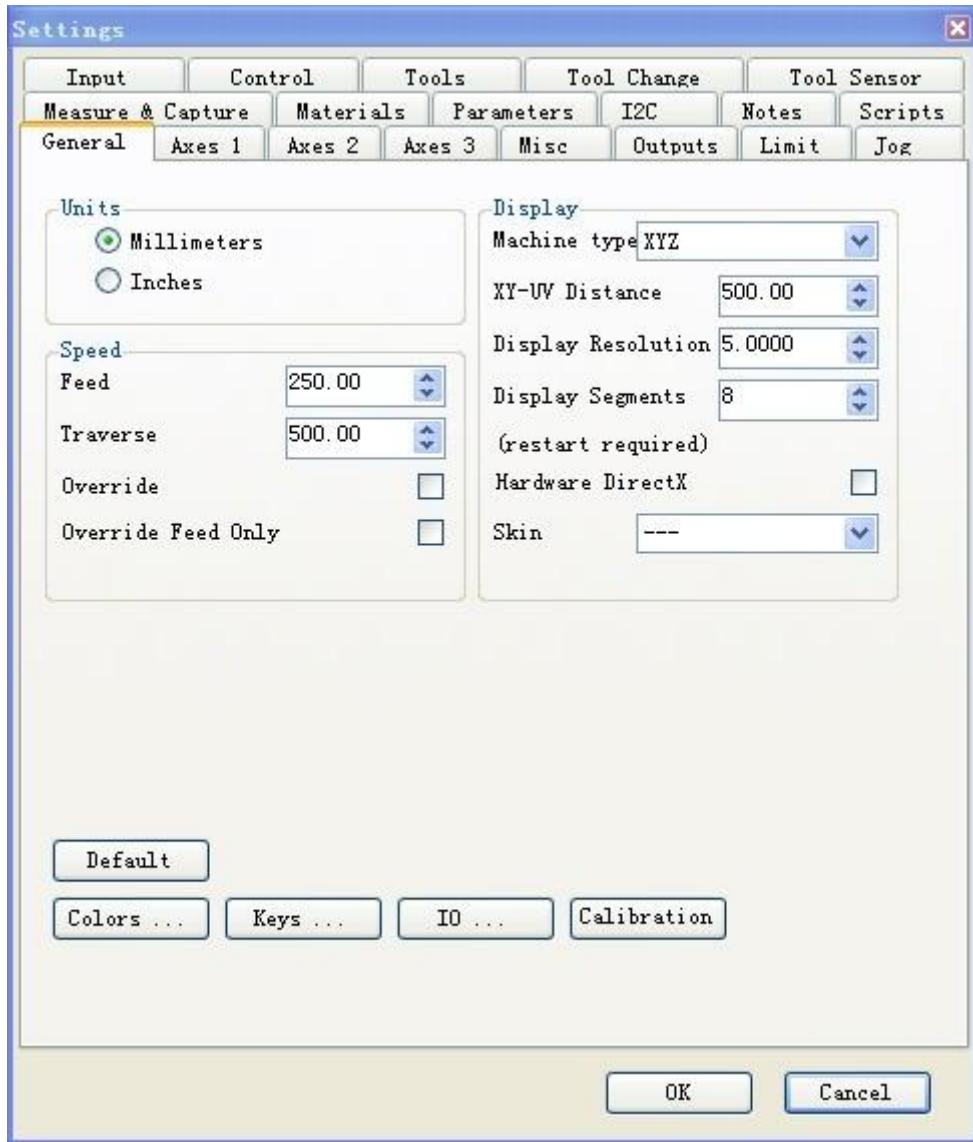 Settings
Input Control Tools Tool Change Tool Sensor
Measure & Capture Materials Parameters I2C Notes Scripts
General Axes 1 Axes 2 Axes 3 Misc Outputs Limit Jog
Units
Millimeters
Inches
Speed
Feed 250.00
Traverse 500.00
Override
Override Feed Only
Display
Machine type XYZ
XY-UV Distance 500.00
Display Resolution 5.0000
Display Segments 8
(restart required)
Hardware DirectX
Skin ---
Default
Colors ... Keys ... IO ... Calibration
OK Cancel